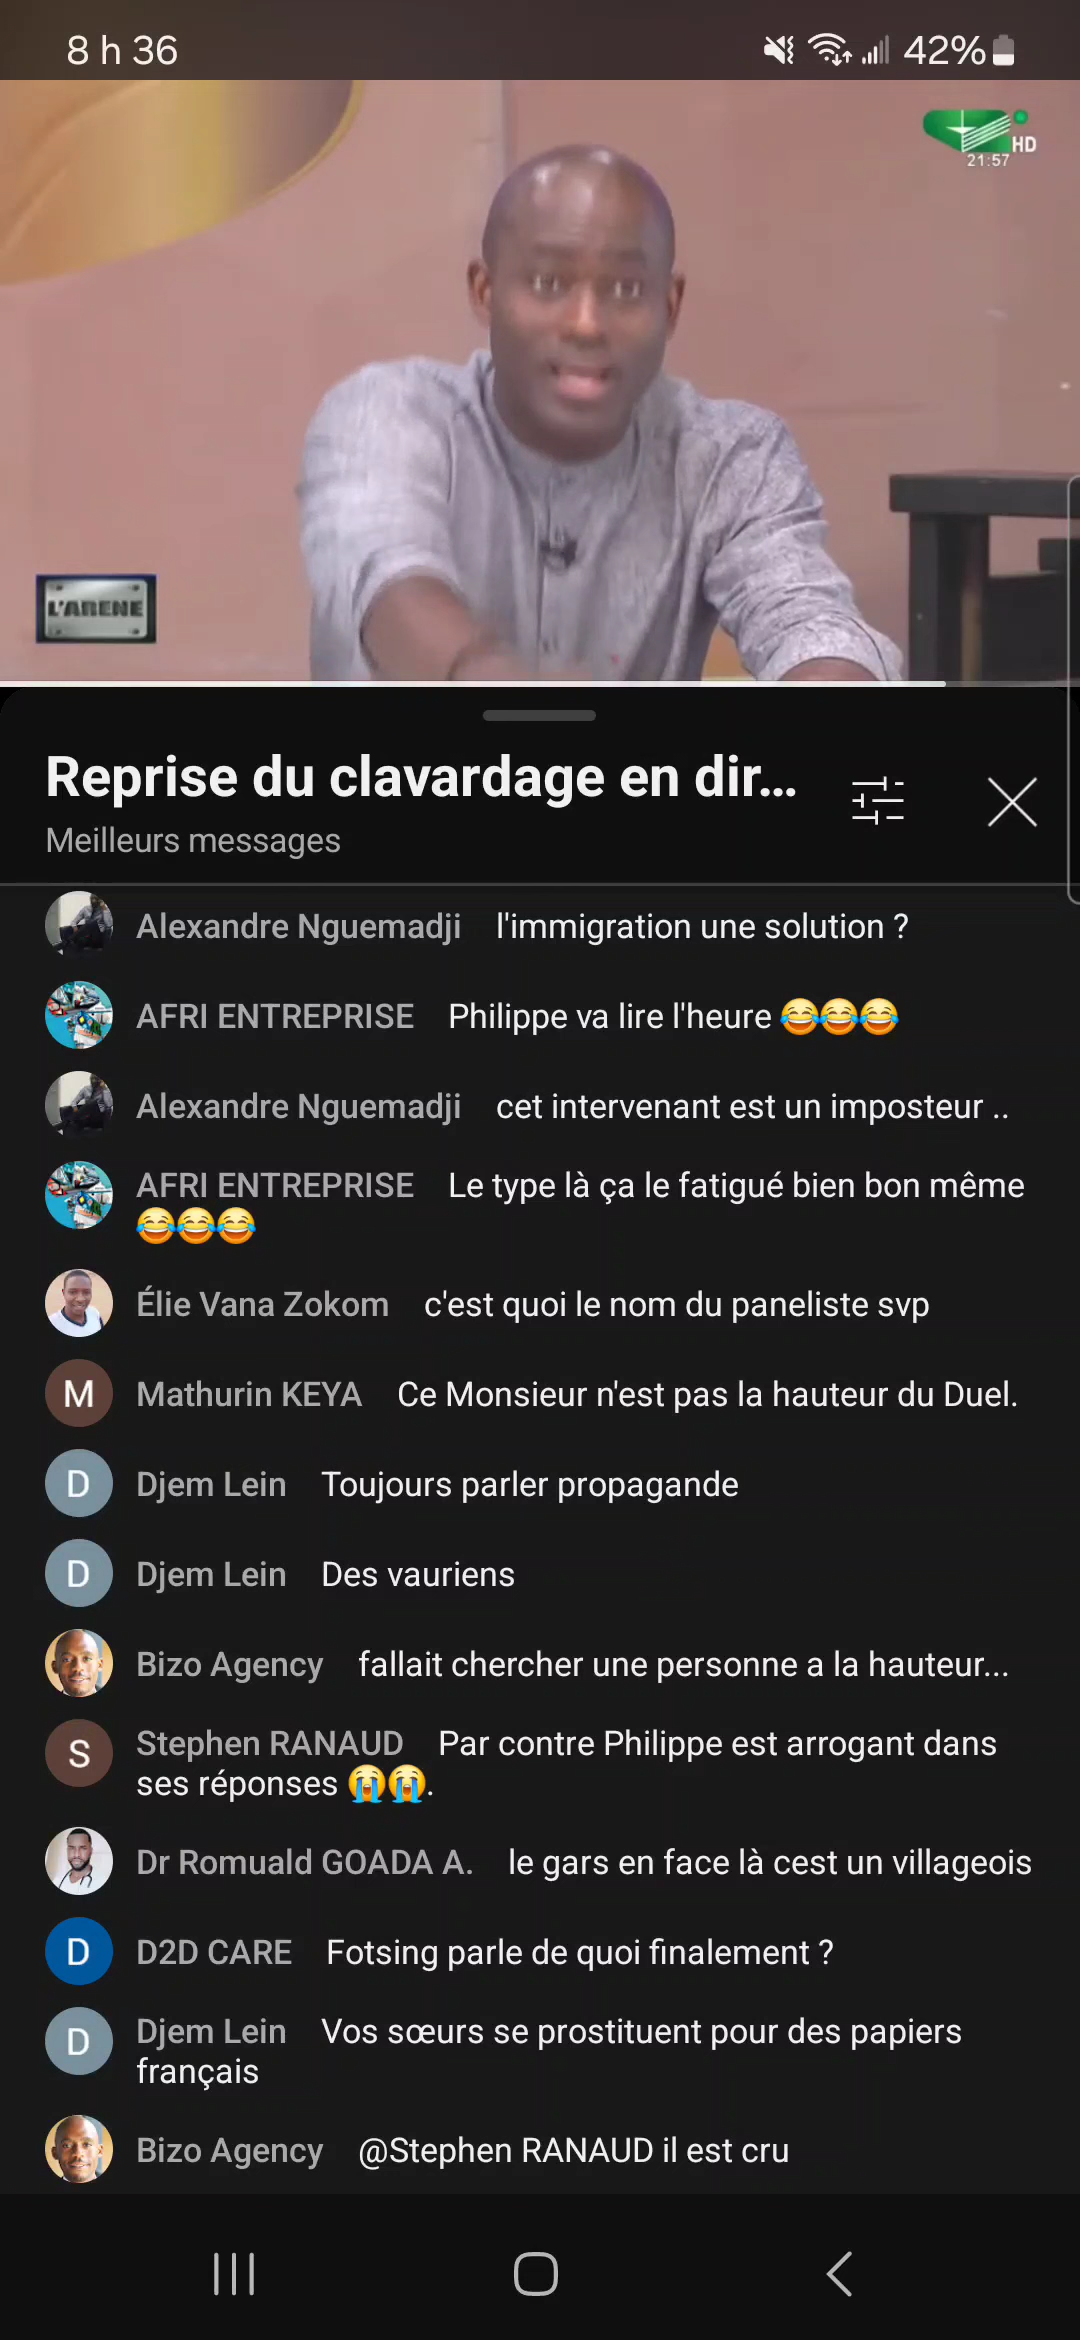 8 h 36
42%
HD
21:57
L'ARENE
Reprise du clavardage en dir...
Meilleurs messages
Alexandre Nguemadji l'immigration une solution ?
AFRI ENTREPRISE Philippe va lire l'heure 😂😂😂
Alexandre Nguemadji cet intervenant est un imposteur ..
AFRI ENTREPRISE Le type là ça le fatigué bien bon même
😂😂😂
Élie Vana Zokom c'est quoi le nom du paneliste svp
M
Mathurin KEYA Ce Monsieur n'est pas la hauteur du Duel.
D
Djem Lein Toujours parler propagande
D
Djem Lein Des vauriens
Bizo Agency fallait chercher une personne a la hauteur...
S
Stephen RANAUD Par contre Philippe est arrogant dans
ses réponses 😭😭.
Dr Romuald GOADA A. le gars en face là cest un villageois
D
D2D CARE Fotsing parle de quoi finalement ?
D
Djem Lein Vos sœurs se prostituent pour des papiers
français
Bizo Agency @Stephen RANAUD il est cru